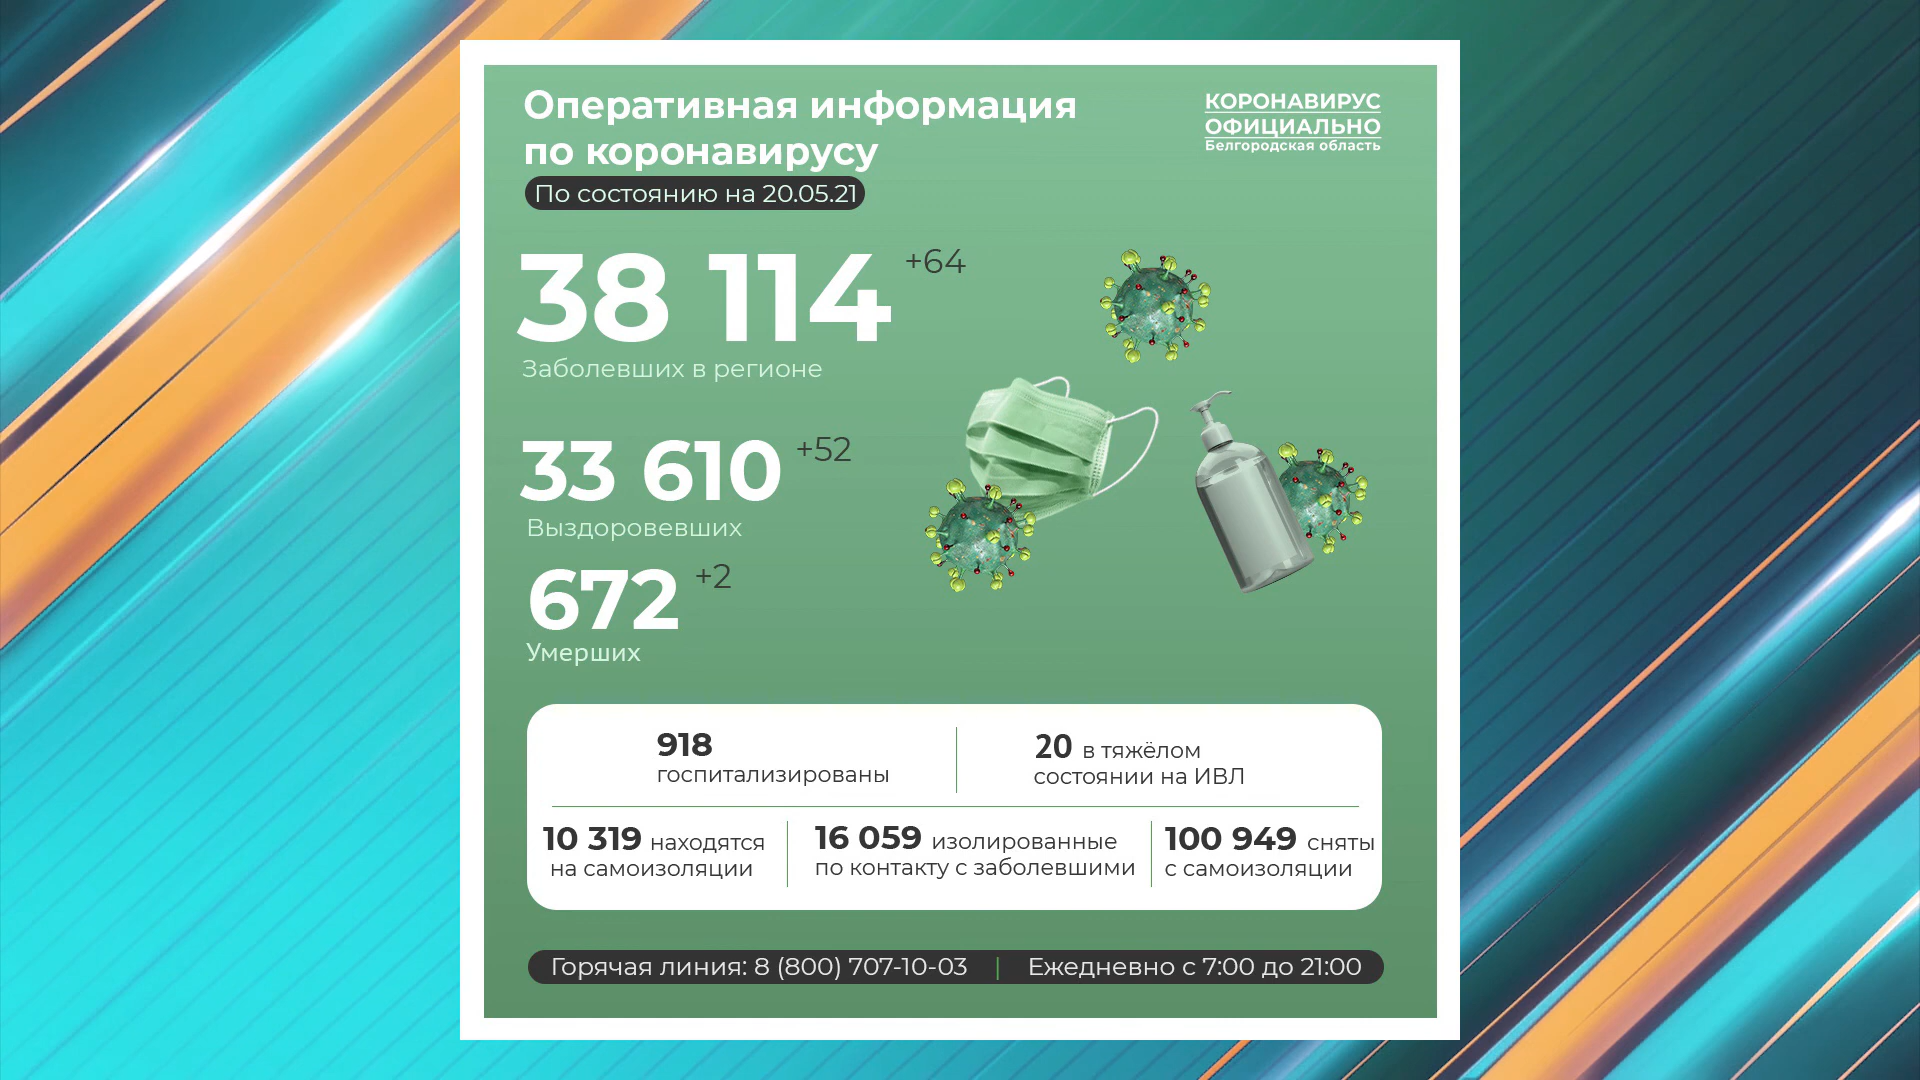 Оперативная информация
по коронавирусу
По состоянию на 20.05.21
КОРОНАВИРУС
ОФИЦИАЛЬНО
Белгородская область
38 114 +64
Заболевших в регионе
33 610 +52
Выздоровевших
672 +2
Умерших
918
госпитализированы
20 в тяжёлом
состоянии на ИВЛ
10 319 находятся
на самоизоляции
16 059 изолированные
по контакту с заболевшими
100 949 сняты
с самоизоляции
Горячая линия: 8 (800) 707-10-03 | Ежедневно с 7:00 до 21:00